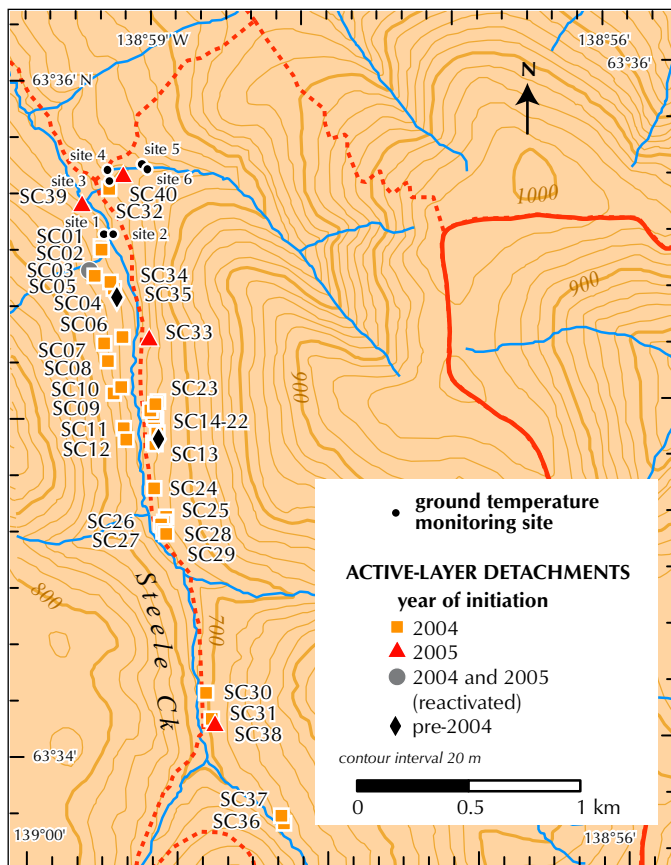 138°59' W
138°56'
63°36' N
63°36'
N
site 4
site 5
site 3
site 6
SC39
SC40
SC32
1000
site 1
site 2
SC01
SC02
SC03
SC05
SC04
SC34
SC35
900
SC06
SC33
SC07
SC08
900
SC10
SC09
SC23
SC14-22
SC11
SC12
SC13
SC24
SC25
SC26
SC27
SC28
SC29
800
Steele Ck
700
SC30
SC31
SC38
63°34'
SC37
SC36
139°00'
138°56'
ground temperature
monitoring site
ACTIVE-LAYER DETACHMENTS
year of initiation
2004
2005
2004 and 2005
(reactivated)
pre-2004
contour interval 20 m
0 0.5 1 km